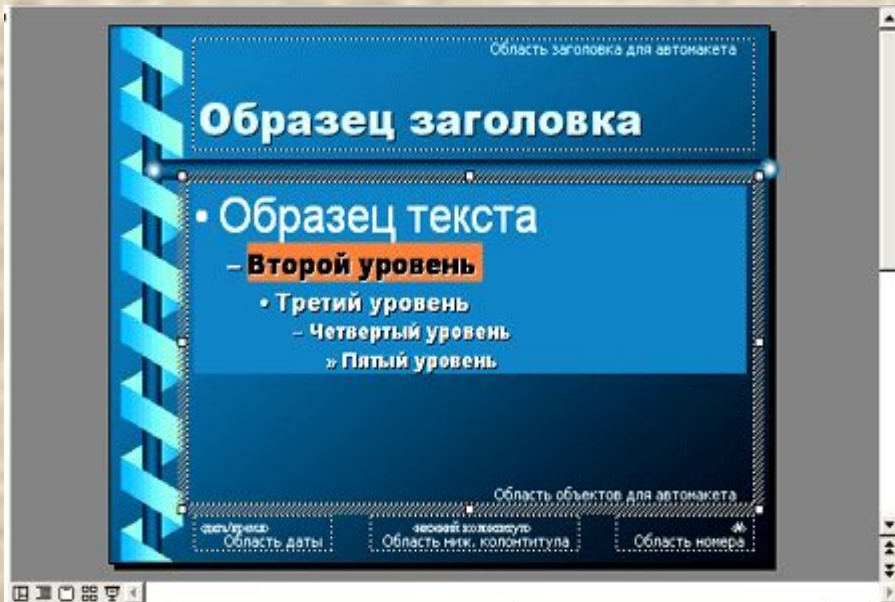 Область заголовка для автомакета
Образец заголовка
• Образец текста
– Второй уровень
• Третий уровень
– Четвертый уровень
» Пятый уровень
Область объектов для автомакета
Область даты
Область ниж. колонтитула
Область номера